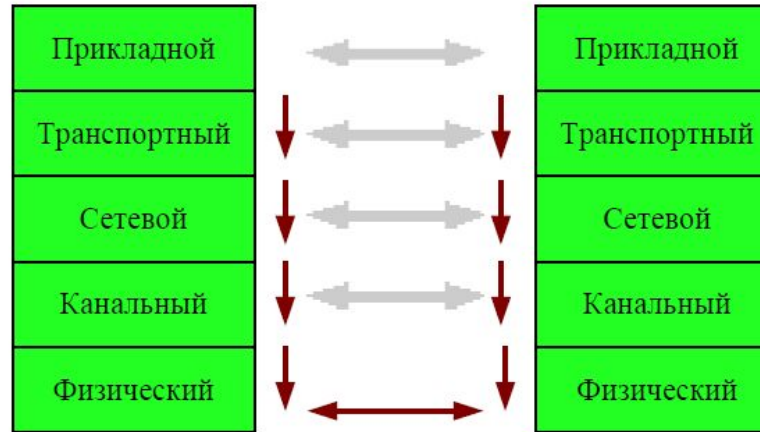 Прикладной
Прикладной
Транспортный
Транспортный
Сетевой
Сетевой
Канальный
Канальный
Физический
Физический